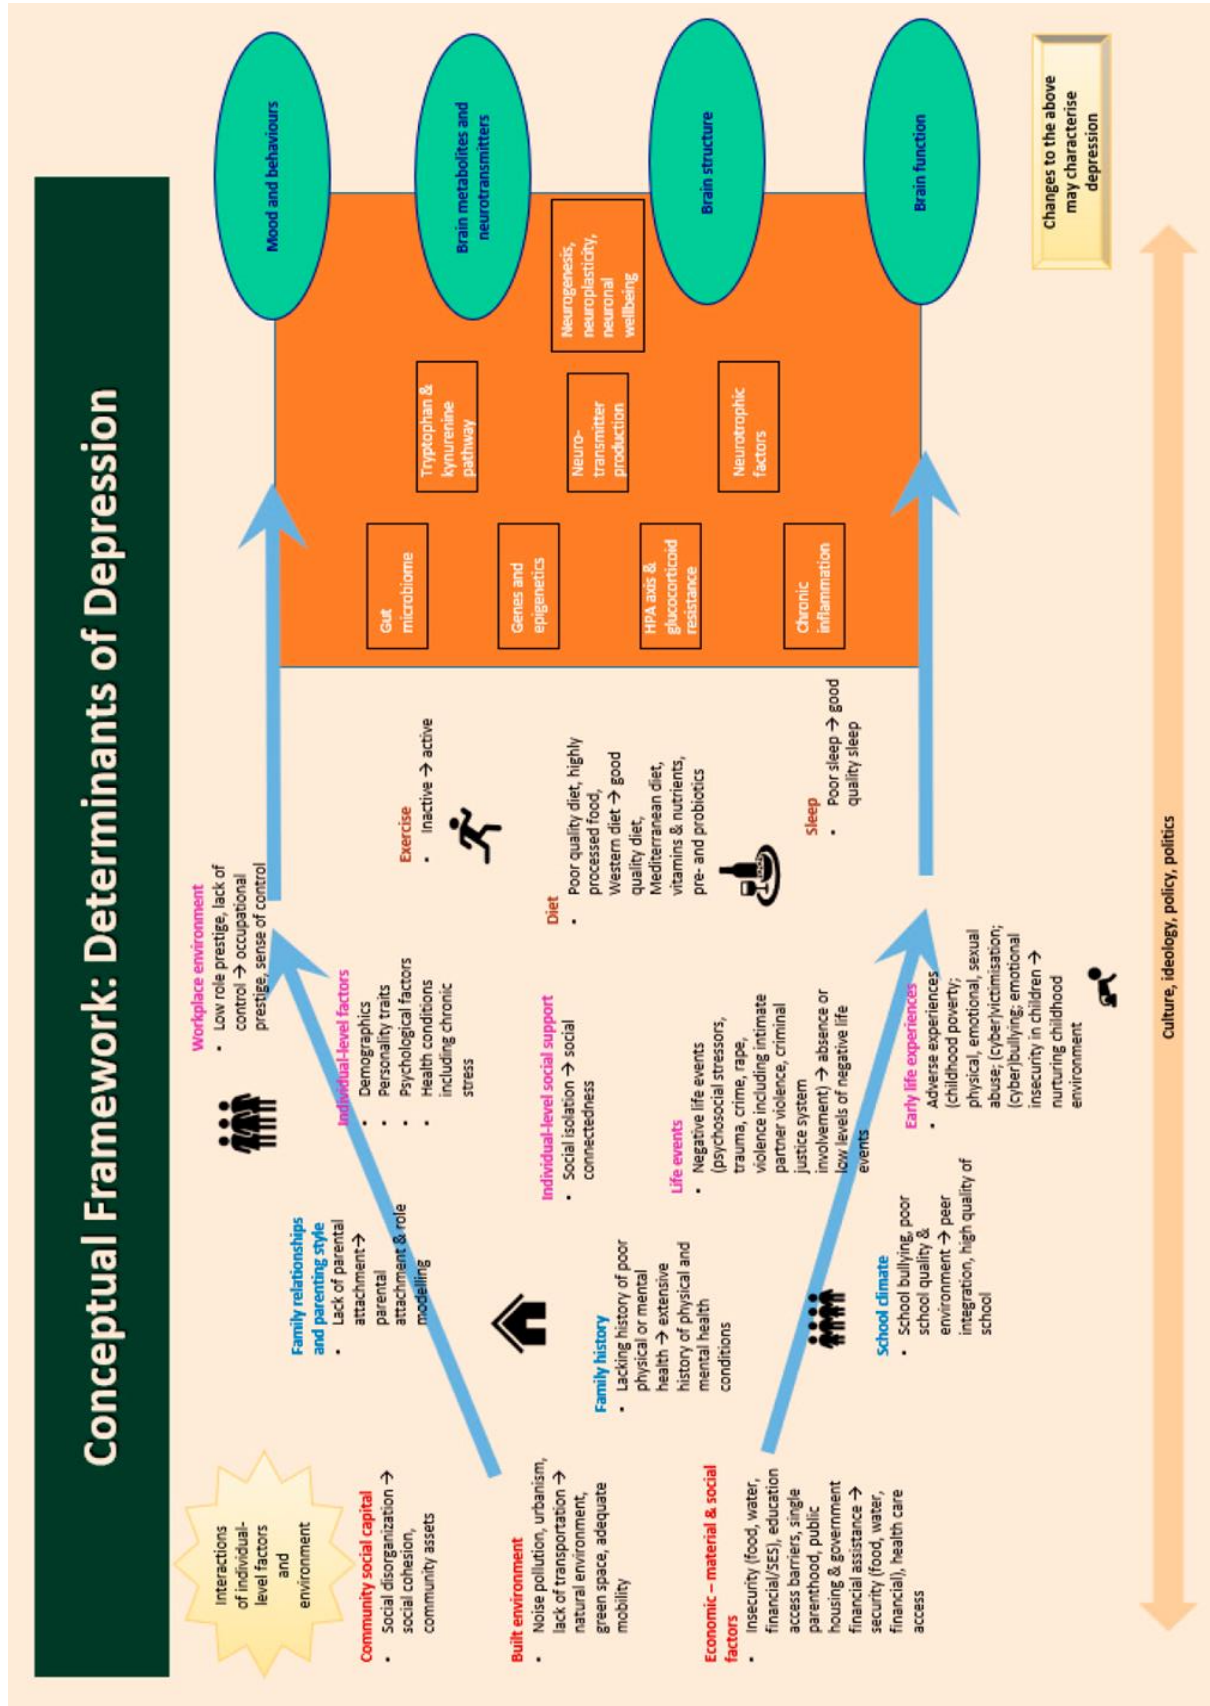 Conceptual Framework: Determinants of Depression
Interactions
of individual-
level factors
and
environment
Community social capital
• Social disorganization →
social cohesion,
community assets
Built environment
• Noise pollution, urbanism,
lack of transportation →
natural environment,
green space, adequate
mobility
Economic – material & social
factors
• Insecurity (food, water,
financial/SES), education
access barriers, single
parenthood, public
housing & government
financial assistance →
security (food, water,
financial), health care
access
Family relationships
and parenting style
• Lack of parental
attachment→
parental
attachment & role
modelling
Family history
• Lacking history of poor
physical or mental
health → extensive
history of physical and
mental health
conditions
School climate
• School bullying, poor
school quality &
environment → peer
integration, high quality of
school
Workplace environment
• Low role prestige, lack of
control → occupational
prestige, sense of control
Individual-level factors
• Demographics
• Personality traits
• Psychological factors
• Health conditions
including chronic
stress
Individual-level social support
• Social isolation → social
connectedness
Life events
• Negative life events
(psychosocial stressors,
trauma, crime, rape,
violence including intimate
partner violence, criminal
justice system
involvement) → absence or
low levels of negative life
events
Early life experiences
• Adverse experiences
(childhood poverty;
physical, emotional, sexual
abuse; (cyber)victimisation;
(cyber)bullying; emotional
insecurity in children →
nurturing childhood
environment
Exercise
• Inactive → active
Diet
• Poor quality diet, highly
processed food,
Western diet → good
quality diet,
Mediterranean diet,
vitamins & nutrients,
pre- and probiotics
Sleep
• Poor sleep → good
quality sleep
Gut
microbiome
Genes and
epigenetics
HPA axis &
glucocorticoid
resistance
Chronic
inflammation
Tryptophan &
kynurenine
pathway
Neuro-
transmitter
production
Neurotrophic
factors
Neurogenesis,
neuroplasticity,
neuronal
wellbeing
Mood and behaviours
Brain metabolites and
neurotransmitters
Brain structure
Brain function
Changes to the above
may characterise
depression
Culture, ideology, policy, politics